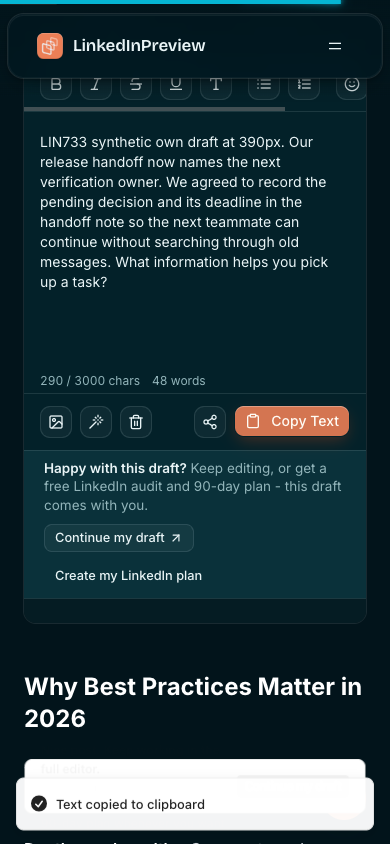 LinkedInPreview
B I S U T
LIN733 synthetic own draft at 390px. Our
release handoff now names the next
verification owner. We agreed to record the
pending decision and its deadline in the
handoff note so the next teammate can
continue without searching through old
messages. What information helps you pick
up a task?
290 / 3000 chars 48 words
Copy Text
Happy with this draft? Keep editing, or get a
free LinkedIn audit and 90-day plan - this draft
comes with you.
Continue my draft
Create my LinkedIn plan
Why Best Practices Matter in
2026
full editor
Text copied to clipboard